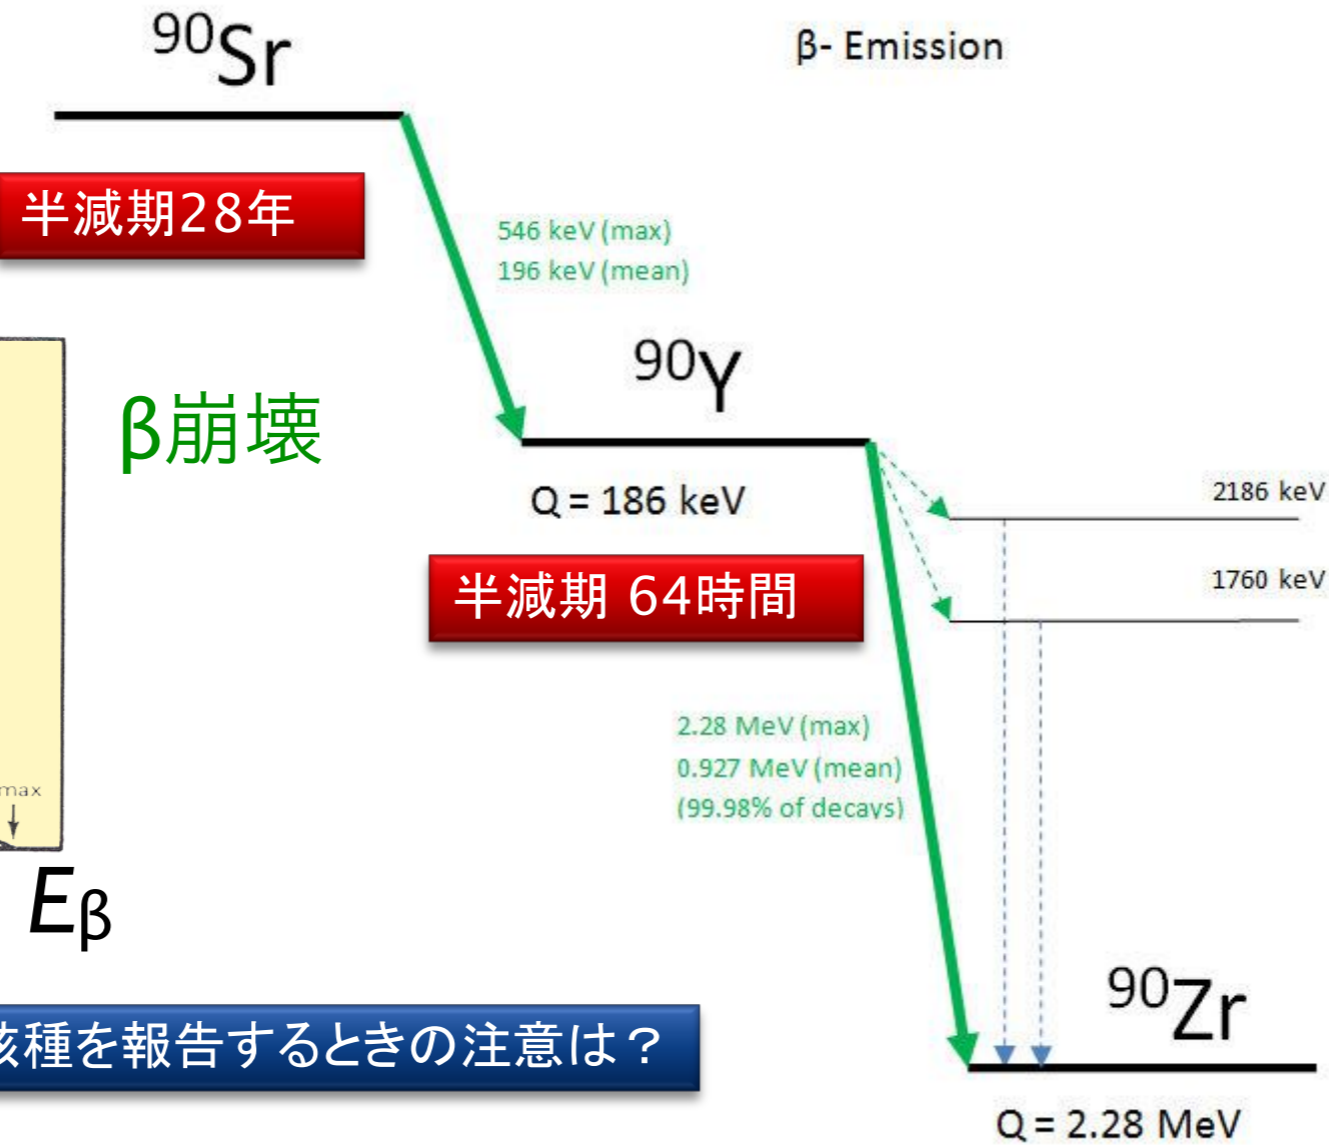 ⁹⁰Sr
β- Emission
半減期28年
546 keV (max)
196 keV (mean)
⁹⁰Y
β崩壊
Q = 186 keV
2186 keV
半減期 64時間
1760 keV
2.28 MeV (max)
0.927 MeV (mean)
(99.98% of decays)
max
Eβ
⁹⁰Zr
核種を報告するときの注意は？
Q = 2.28 MeV